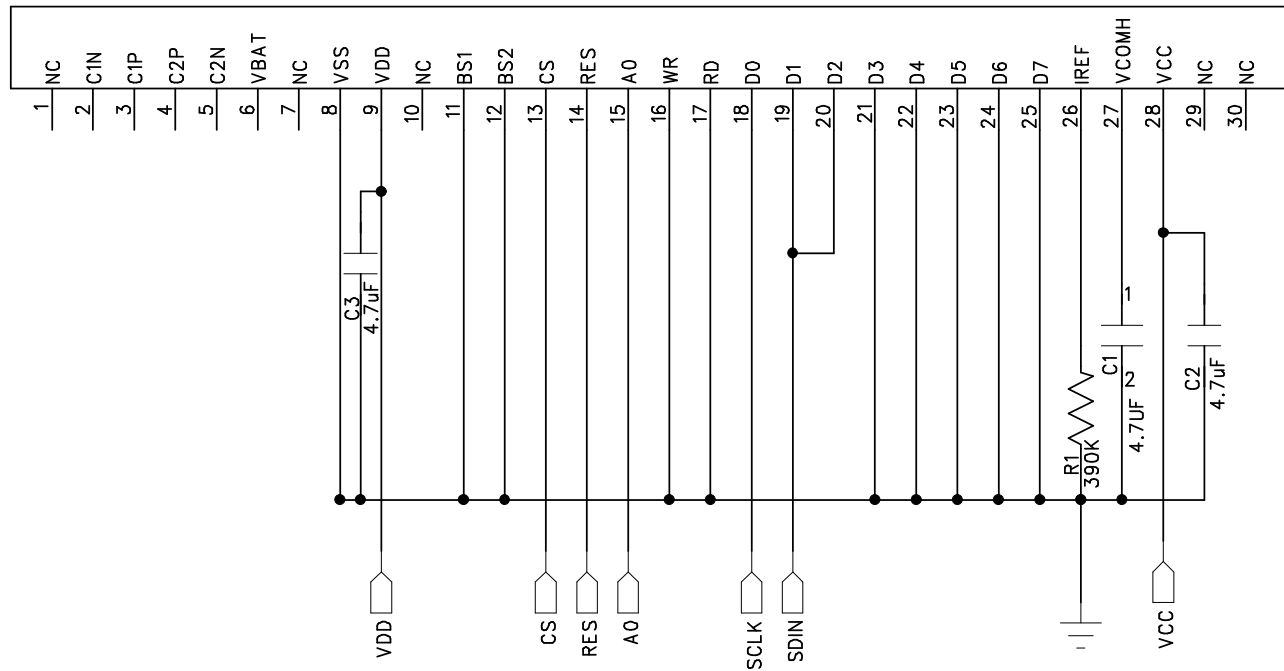 NC
C1N
C1P
C2P
C2N
VBAT
NC
VSS
VDD
NC
BS1
BS2
CS
RES
A0
WR
RD
D0
D1
D2
D3
D4
D5
D6
D7
IREF
VCOMH
VCC
NC
NC
1
2
3
4
5
6
7
8
9
10
11
12
13
14
15
16
17
18
19
20
21
22
23
24
25
26
27
28
29
30
C3
4.7uF
1
C1
2
4.7UF
C2
4.7uF
R1
390K
VDD
CS
RES
A0
SCLK
SDIN
VCC